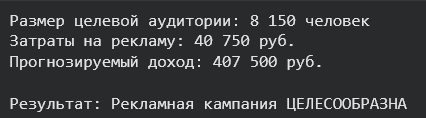 Размер целевой аудитории: 8 150 человек
Затраты на рекламу: 40 750 руб.
Прогнозируемый доход: 407 500 руб.
Результат: Рекламная кампания ЦЕЛЕСООБРАЗНА